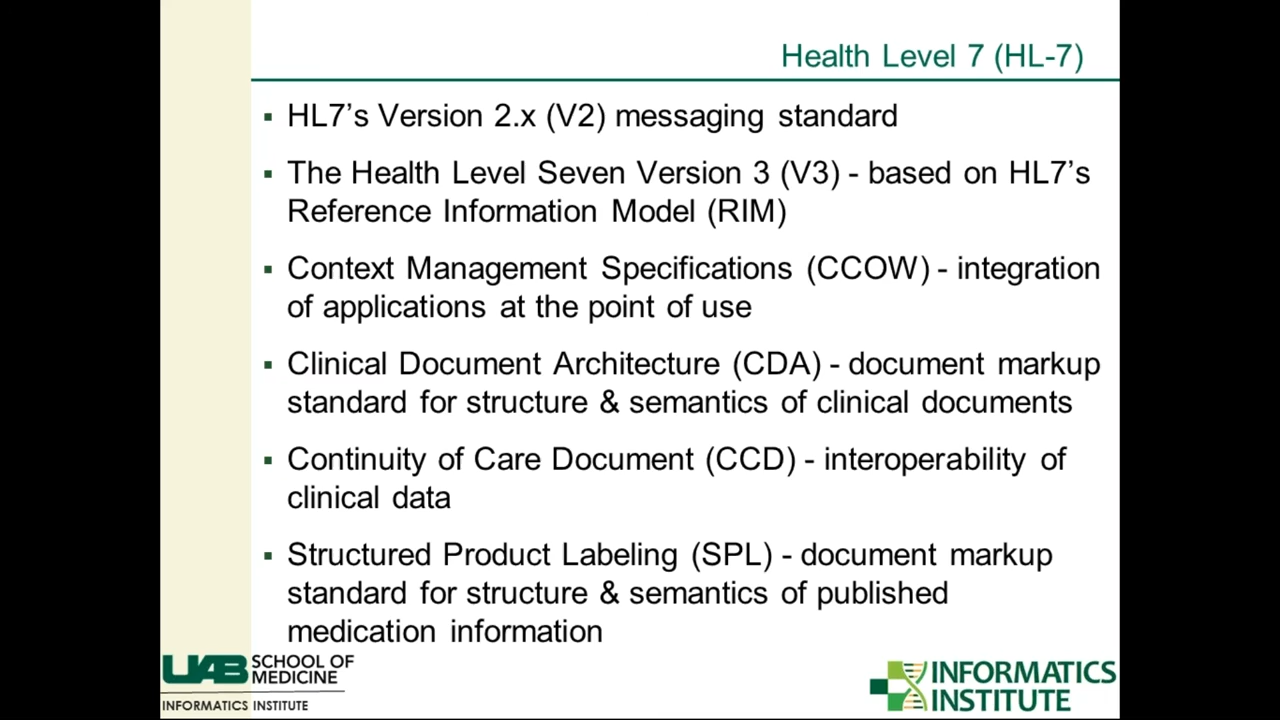 Health Level 7 (HL-7)
▪ HL7’s Version 2.x (V2) messaging standard
▪ The Health Level Seven Version 3 (V3) - based on HL7’s
Reference Information Model (RIM)
▪ Context Management Specifications (CCOW) - integration
of applications at the point of use
▪ Clinical Document Architecture (CDA) - document markup
standard for structure & semantics of clinical documents
▪ Continuity of Care Document (CCD) - interoperability of
clinical data
▪ Structured Product Labeling (SPL) - document markup
standard for structure & semantics of published
medication information
UAB SCHOOL OF
MEDICINE
INFORMATICS INSTITUTE
INFORMATICS
INSTITUTE